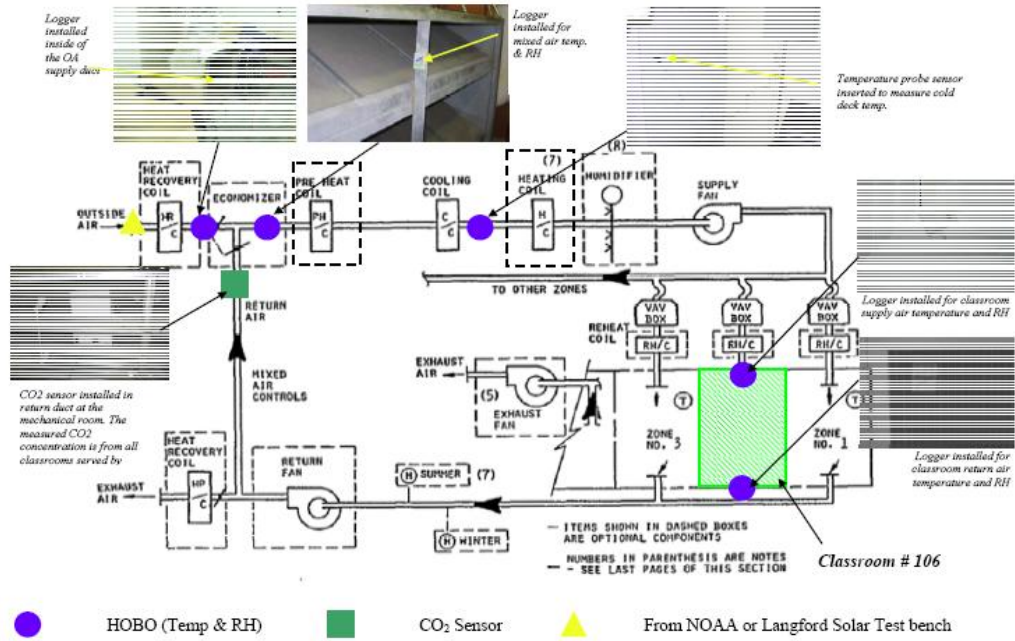 Logger
installed
inside of
the OA
supply duct
Logger
installed for
mixed air temp.
& RH
Temperature probe sensor
inserted to measure cold
deck temp.
HEAT
RECOVERY
COIL
ECONOMIZER
PRE HEAT
COIL
COOLING
COIL
(7)
HEATING
COIL
(8)
HUMIDIFIER
SUPPLY
FAN
OUTSIDE
AIR
HR
C
PH
C
C
C
H
C
RETURN
AIR
TO OTHER ZONES
VAV
BOX
VAV
BOX
VAV
BOX
Logger installed for classroom
supply air temperature and RH
REHEAT
COIL
RH/C
RH/C
RH/C
EXHAUST
AIR
MIXED
AIR
CONTROLS
(5)
EXHAUST
FAN
T
T
ZONE
NO. 3
ZONE
NO. 1
CO2 sensor installed in
return duct at the
mechanical room. The
measured CO2
concentration is from all
classrooms served by
HEAT
RECOVERY
COIL
RETURN
FAN
H
SUMMER
(7)
Logger installed for
classroom return air
temperature and RH
EXHAUST
AIR
C
H
WINTER
— ITEMS SHOWN IN DASHED BOXES
ARE OPTIONAL COMPONENTS
NUMBERS IN PARENTHESIS ARE NOTES
- SEE LAST PAGES OF THIS SECTION
Classroom # 106
HOBO (Temp & RH)
CO2 Sensor
From NOAA or Langford Solar Test bench